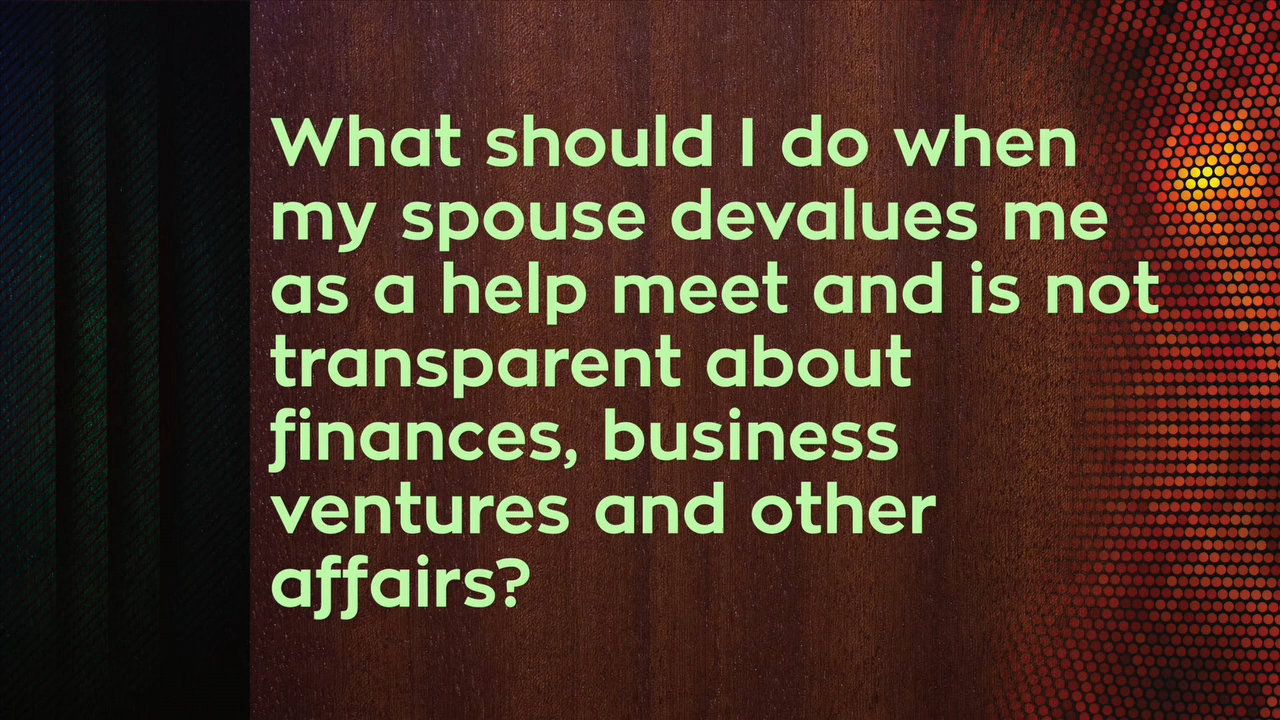 What should I do when
my spouse devalues me
as a help meet and is not
transparent about
finances, business
ventures and other
affairs?